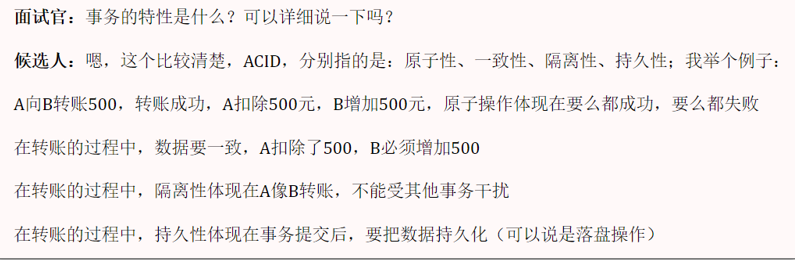 面试官：事务的特性是什么？可以详细说一下吗？
候选人：嗯，这个比较清楚，ACID，分别指的是：原子性、一致性、隔离性、持久性；我举个例子：
A向B转账500，转账成功，A扣除500元，B增加500元，原子操作体现在要么都成功，要么都失败
在转账的过程中，数据要一致，A扣除了500，B必须增加500
在转账的过程中，隔离性体现在A像B转账，不能受其他事务干扰
在转账的过程中，持久性体现在事务提交后，要把数据持久化（可以说是落盘操作）